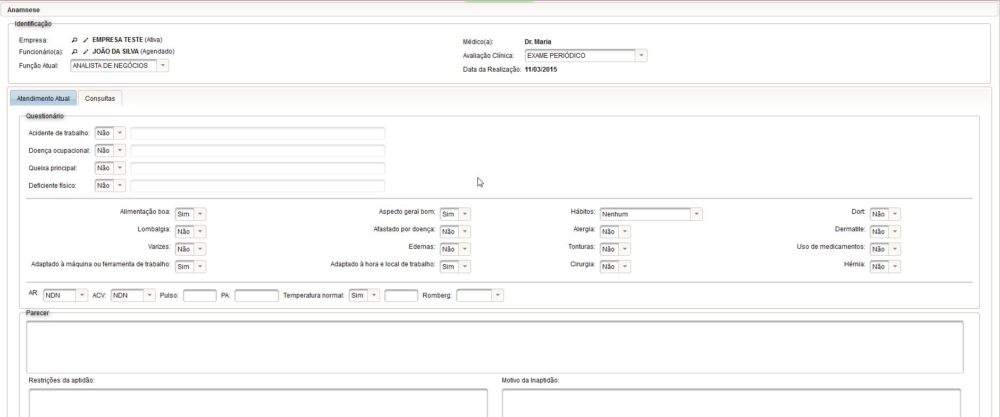 Anamnese
Identificação
Empresa: EMPRESA TESTE (Ativa)
Funcionário(a): JOÃO DA SILVA (Agendado)
Função Atual: ANALISTA DE NEGÓCIOS
Médico(a): Dr. Maria
Avaliação Clínica: EXAME PERIÓDICO
Data da Realização: 11/03/2015
Atendimento Atual Consultas
Questionário
Acidente de trabalho: Não
Doença ocupacional: Não
Queixa principal: Não
Deficiente físico: Não
Alimentação boa: Sim Aspecto geral bom: Sim Hábitos: Nenhum Dort: Não
Lombalgia: Não Afastado por doença: Não Alergia: Não Dermatite: Não
Varizes: Não Edemas: Não Tonturas: Não Uso de medicamentos: Não
Adaptado à máquina ou ferramenta de trabalho: Sim Adaptado à hora e local de trabalho: Sim Cirurgia: Não Hérnia: Não
AR: NDN ACV: NDN Pulso: PA: Temperatura normal: Sim Romberg:
Parecer
Restrições da aptidão: Motivo da Inaptidão: